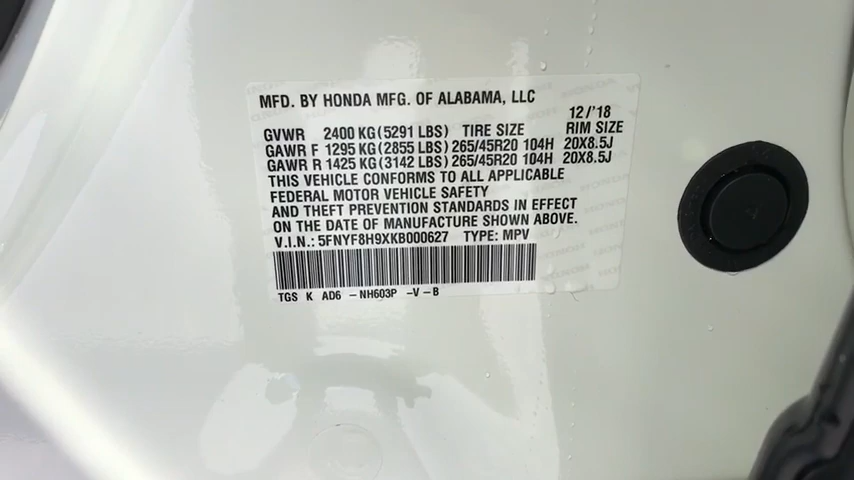 MFD. BY HONDA MFG. OF ALABAMA, LLC
12/'18
GVWR 2400 KG (5291 LBS) TIRE SIZE RIM SIZE
GAWR F 1295 KG (2855 LBS) 265/45R20 104H 20X8.5J
GAWR R 1425 KG (3142 LBS) 265/45R20 104H 20X8.5J
THIS VEHICLE CONFORMS TO ALL APPLICABLE
FEDERAL MOTOR VEHICLE SAFETY
AND THEFT PREVENTION STANDARDS IN EFFECT
ON THE DATE OF MANUFACTURE SHOWN ABOVE.
V.I.N.: 5FNYF8H9XKB000627 TYPE: MPV
TGS K AD6 -NH603P -V-B